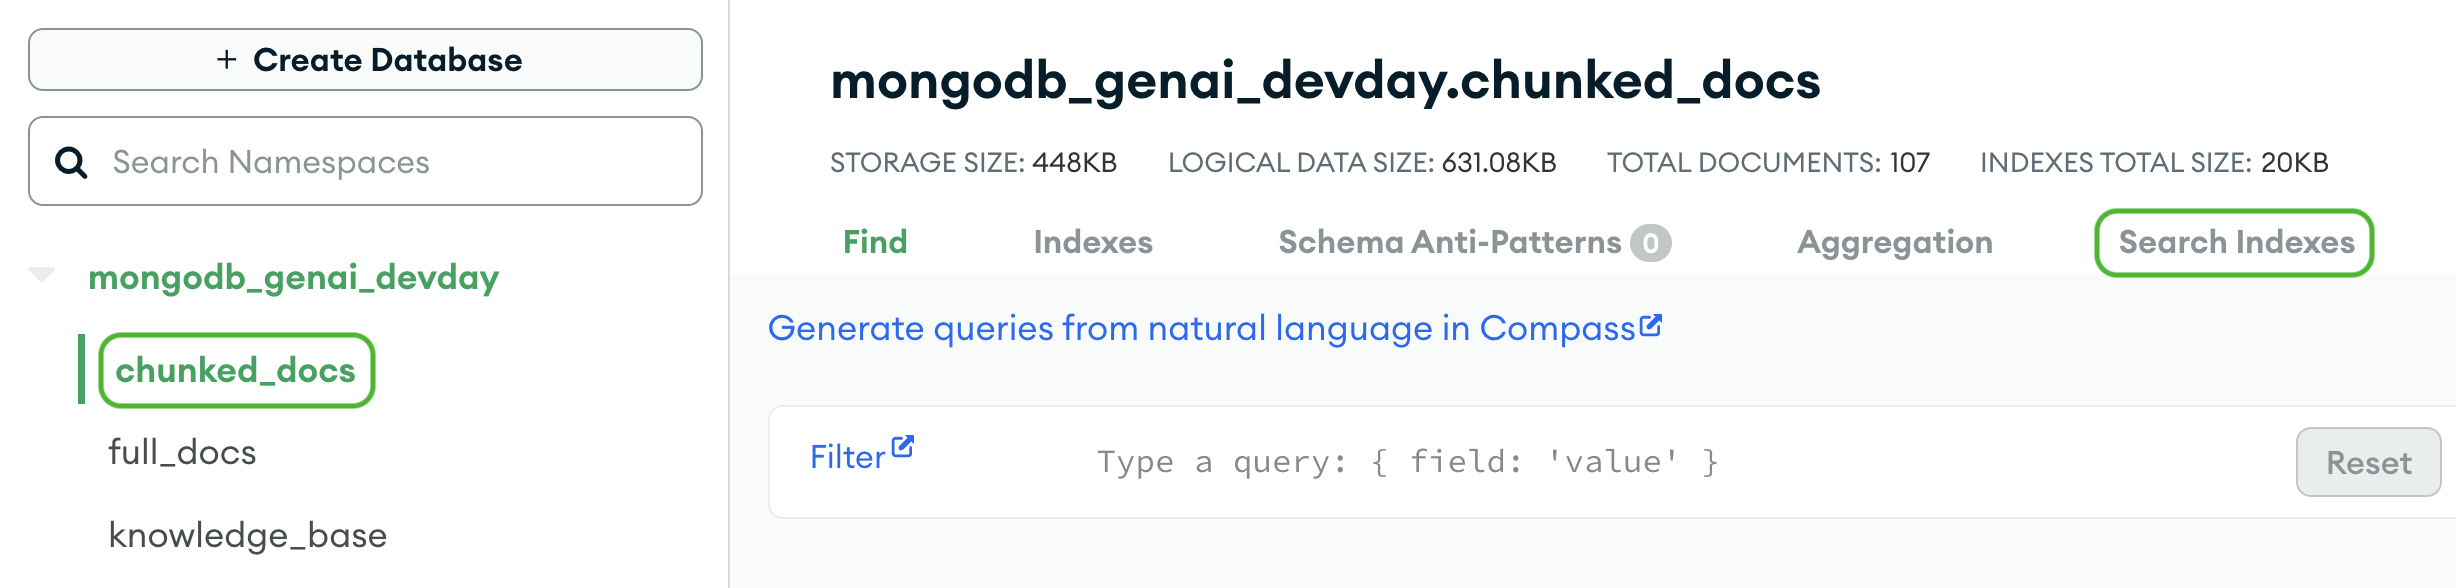 + Create Database
Search Namespaces
mongodb_genai_devday
chunked_docs
full_docs
knowledge_base
mongodb_genai_devday.chunked_docs
STORAGE SIZE: 448KB LOGICAL DATA SIZE: 631.08KB TOTAL DOCUMENTS: 107 INDEXES TOTAL SIZE: 20KB
Find Indexes Schema Anti-Patterns 0 Aggregation Search Indexes
Generate queries from natural language in Compass
Filter Type a query: { field: 'value' } Reset